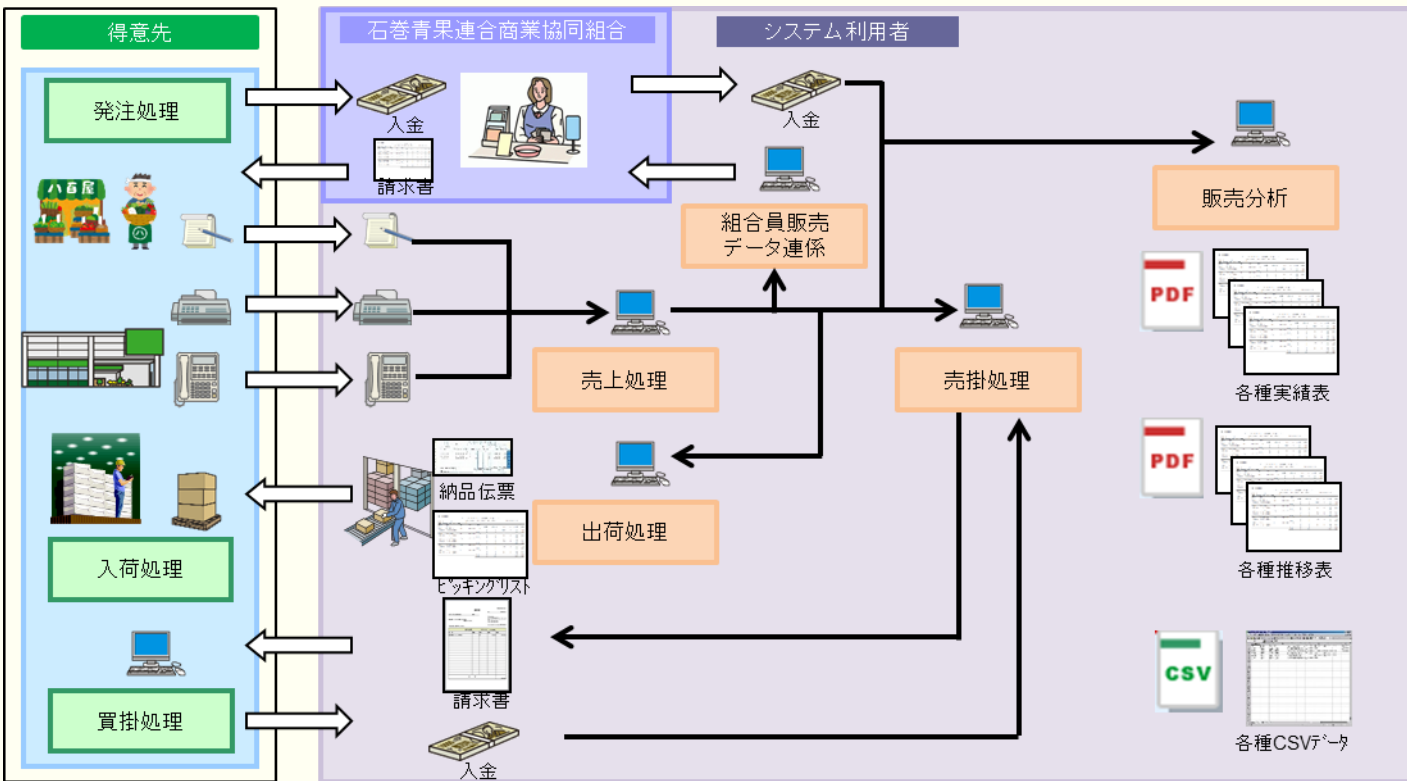 得意先
石巻青果連合商業協同組合
システム利用者
発注処理
入金
入金
請求書
八百屋
八
販売分析
組合員販売
データ連係
PDF
売上処理
売掛処理
各種実績表
PDF
納品伝票
出荷処理
入荷処理
ピッキングリスト
各種推移表
CSV
請求書
買掛処理
入金
各種CSVデータ